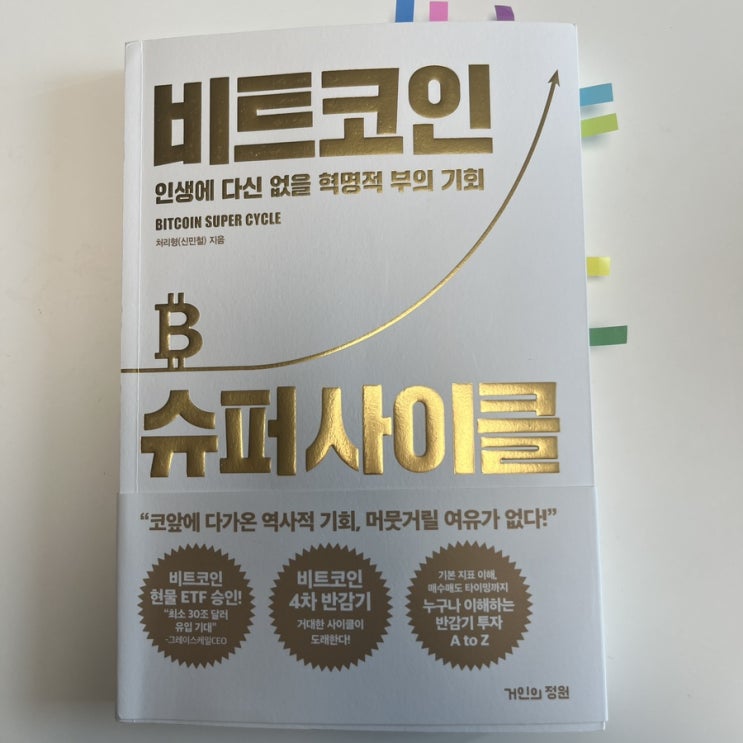 비트코인
인생에 다신 없을 혁명적 부의 기회
BITCOIN SUPER CYCLE
처리형(신민철) 지음
슈퍼 사이클
“코앞에 다가온 역사적 기회, 머뭇거릴 여유가 없다!”
비트코인
현물 ETF 승인!
“최소 30조 달러
유입 기대”
-그레이스케일CEO
비트코인
4차 반감기
거대한 사이클이
도래한다!
기본 지표 이해,
매수매도 타이밍까지
누구나 이해하는
반감기 투자
A to Z
거인의 정원